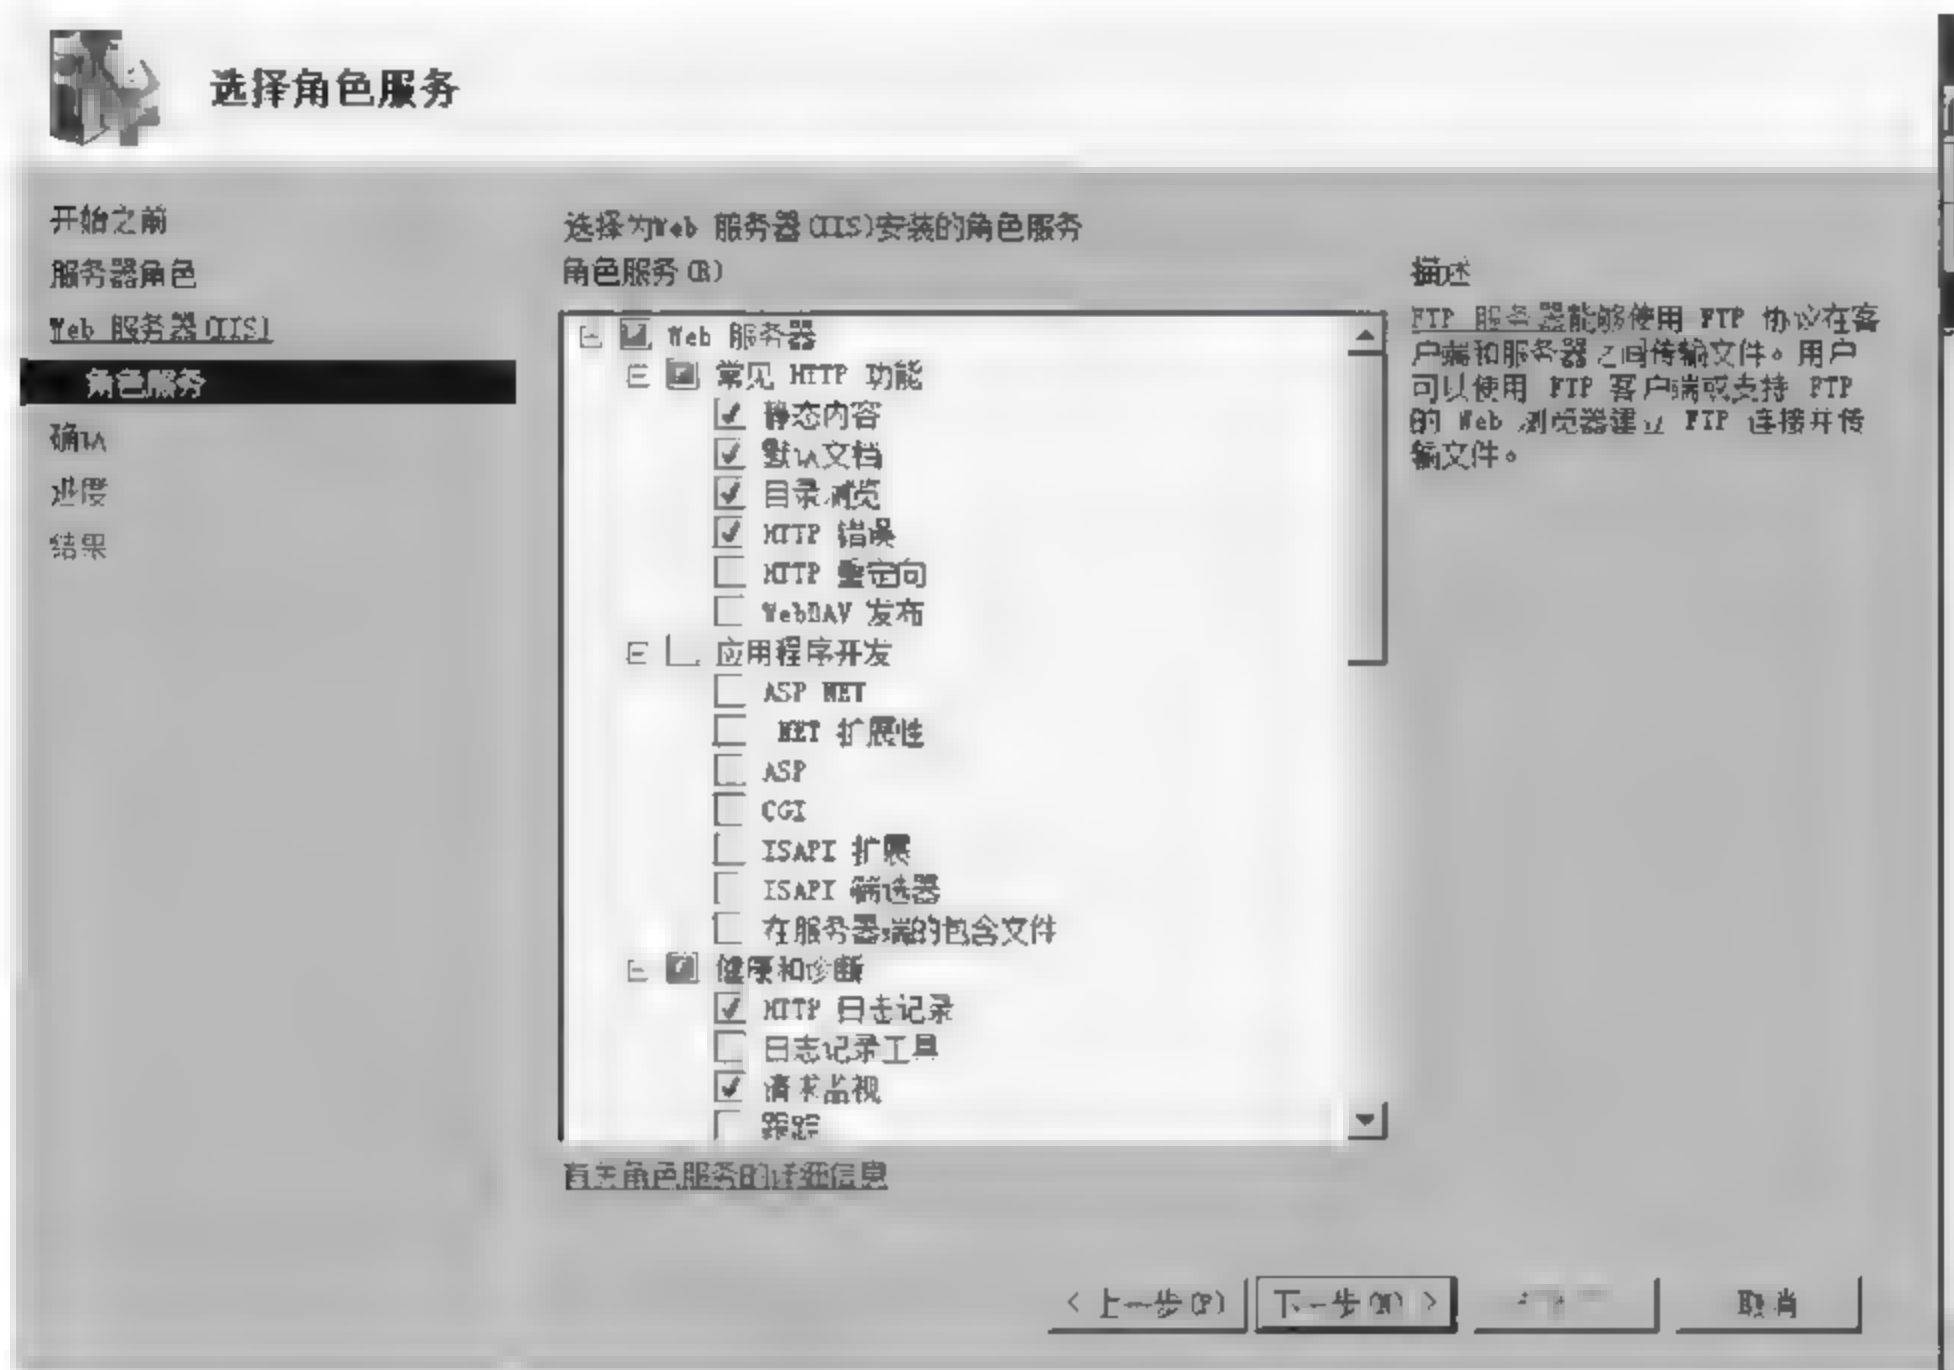 选择角色服务
开始之前
服务器角色
Web 服务器(IIS)
角色服务
确认
进度
结果
选择为Web 服务器(IIS)安装的角色服务
角色服务(R)
Web 服务器
常见 HTTP 功能
静态内容
默认文档
目录浏览
HTTP 错误
HTTP 重定向
WebDAV 发布
应用程序开发
ASP NET
NET 扩展性
ASP
CGI
ISAPI 扩展
ISAPI 筛选器
在服务器端的包含文件
健康和诊断
HTTP 日志记录
日志记录工具
请求监视
跟踪
有关角色服务的详细信息
描述
FTP 服务器能够使用 FTP 协议在客
户端和服务器之间传输文件。用户
可以使用 FTP 客户端或支持 FTP
的 Web 浏览器建立 FTP 连接并传
输文件。
< 上一步(P)
下一步(N) >
取消